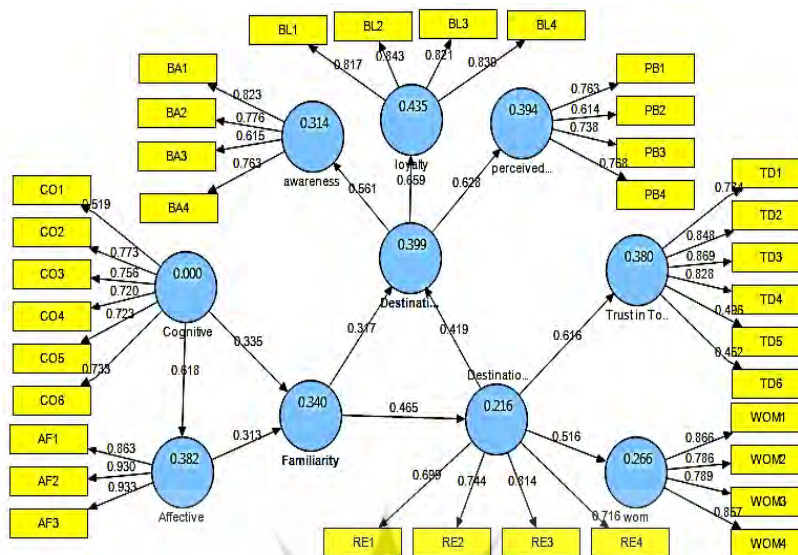 BL1
BL2
BL3
BL4
0.817
0.843
0.821
0.839
BA1
BA2
BA3
BA4
0.823
0.776
0.615
0.763
0.314
awareness
0.435
loyalty
0.394
perceived...
PB1
PB2
PB3
PB4
0.763
0.614
0.738
0.768
0.561
0.659
0.628
CO1
CO2
CO3
CO4
CO5
CO6
0.519
0.773
0.756
0.720
0.723
0.733
0.000
Cognitive
0.399
Destinati...
0.380
Trust in To...
TD1
TD2
TD3
TD4
TD5
TD6
0.848
0.869
0.828
0.496
0.452
0.335
0.618
0.317
0.419
0.616
Destinatio...
0.216
0.340
Familiarity
0.465
0.313
0.516
AF1
AF2
AF3
0.863
0.930
0.933
0.382
Affective
0.266
wom
WOM1
WOM2
WOM3
WOM4
0.866
0.786
0.789
0.857
0.699
0.744
0.814
0.716
RE1
RE2
RE3
RE4